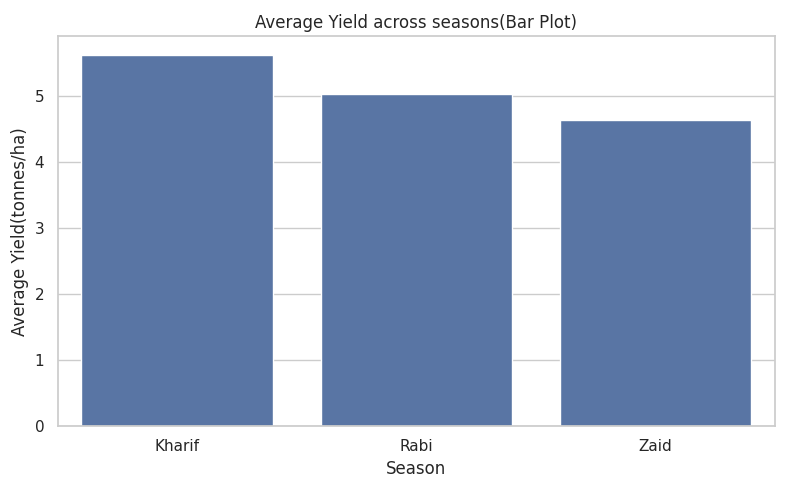 Average Yield across seasons(Bar Plot)
Average Yield(tonnes/ha)
5
4
3
2
1
0
Kharif
Rabi
Zaid
Season